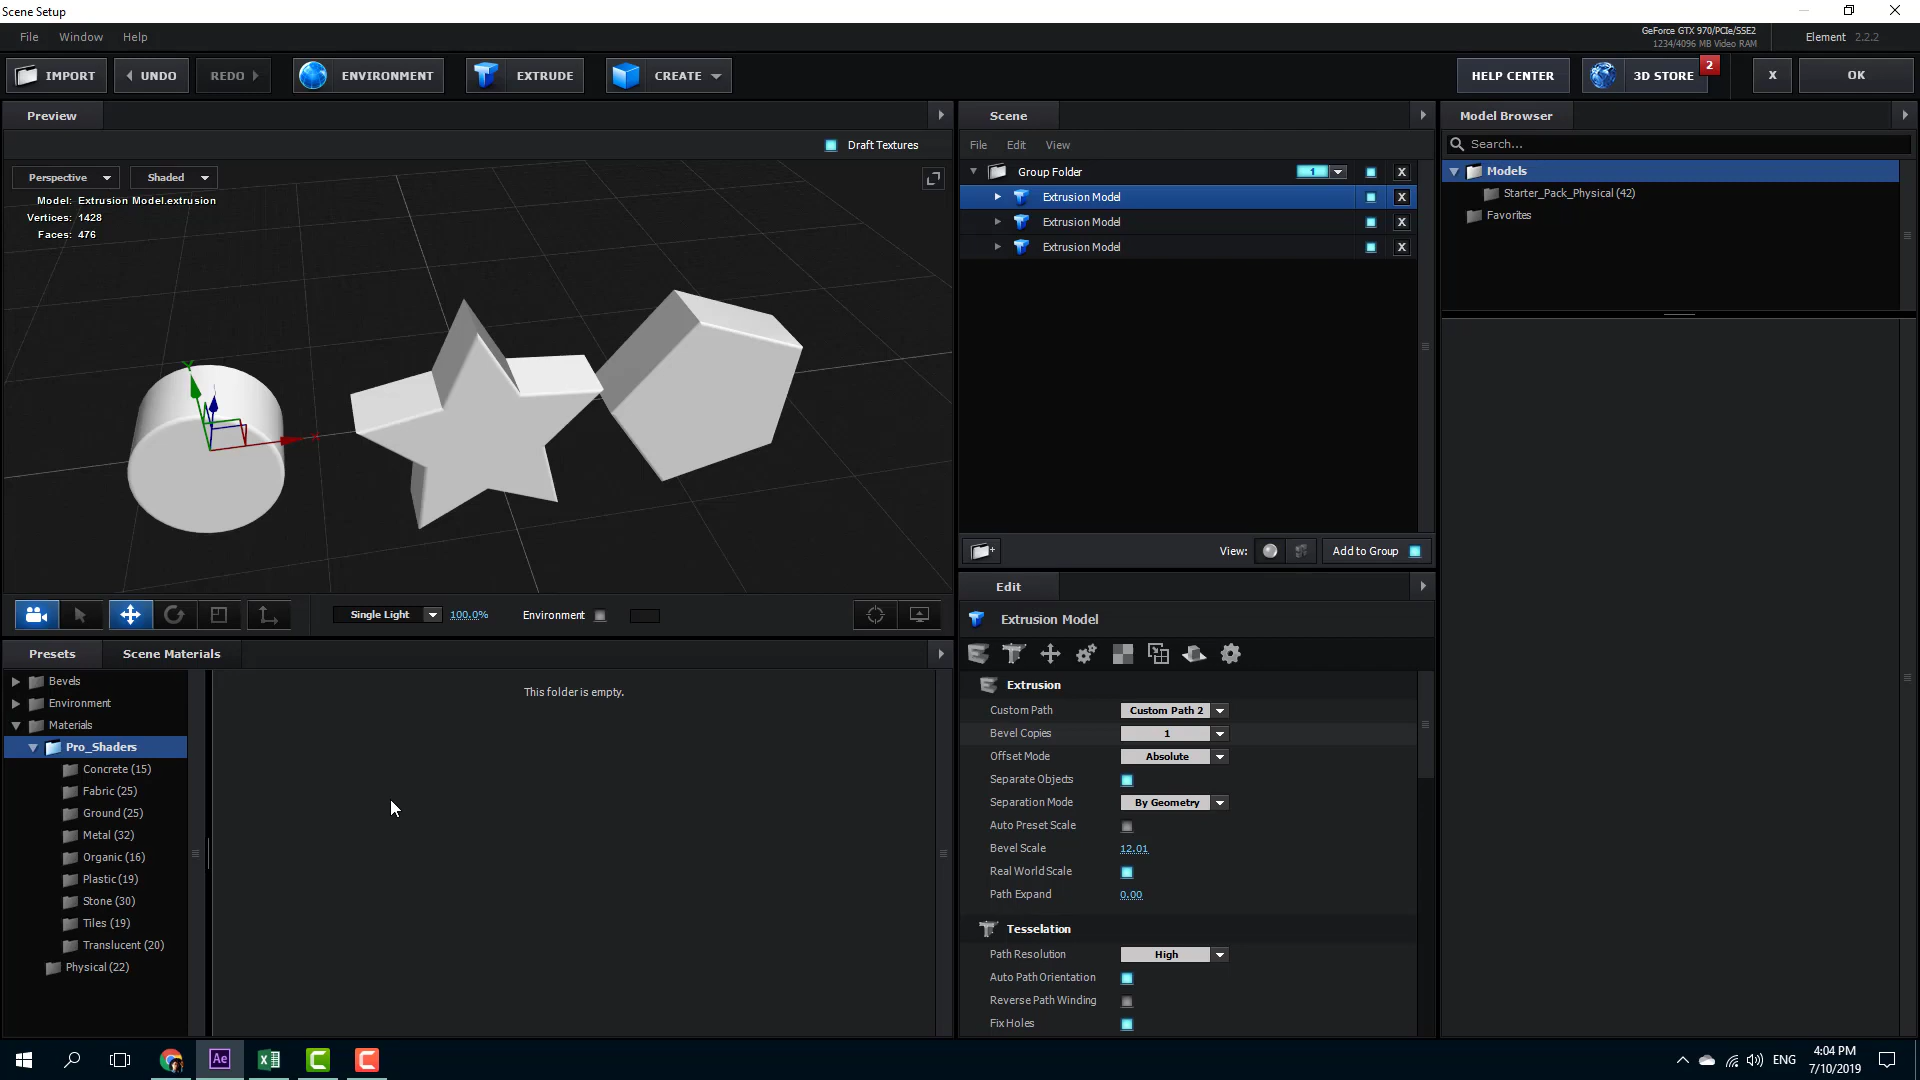 Scene Setup
File Window Help
GeForce GTX 970/PCIe/SSE2
1234/4096 MB Video RAM
Element 2.2.2
IMPORT UNDO REDO ENVIRONMENT EXTRUDE CREATE HELP CENTER 3D STORE 2 X OK
Preview
Draft Textures
Perspective Shaded
Model: Extrusion Model.extrusion
Vertices: 1428
Faces: 476
Y
X
Single Light 100.0% Environment
Scene
File Edit View
Group Folder 1 X
Extrusion Model X
Extrusion Model X
Extrusion Model X
View: Add to Group
Model Browser
Search...
Models
Starter_Pack_Physical (42)
Favorites
Presets Scene Materials
Bevels
Environment
Materials
Pro_Shaders
Concrete (15)
Fabric (25)
Ground (25)
Metal (32)
Organic (16)
Plastic (19)
Stone (30)
Tiles (19)
Translucent (20)
Physical (22)
This folder is empty.
Edit
Extrusion Model
Extrusion
Custom Path Custom Path 2
Bevel Copies 1
Offset Mode Absolute
Separate Objects
Separation Mode By Geometry
Auto Preset Scale
Bevel Scale 12.01
Real World Scale
Path Expand 0.00
Tesselation
Path Resolution High
Auto Path Orientation
Reverse Path Winding
Fix Holes
Ae
ENG
4:04 PM
7/10/2019